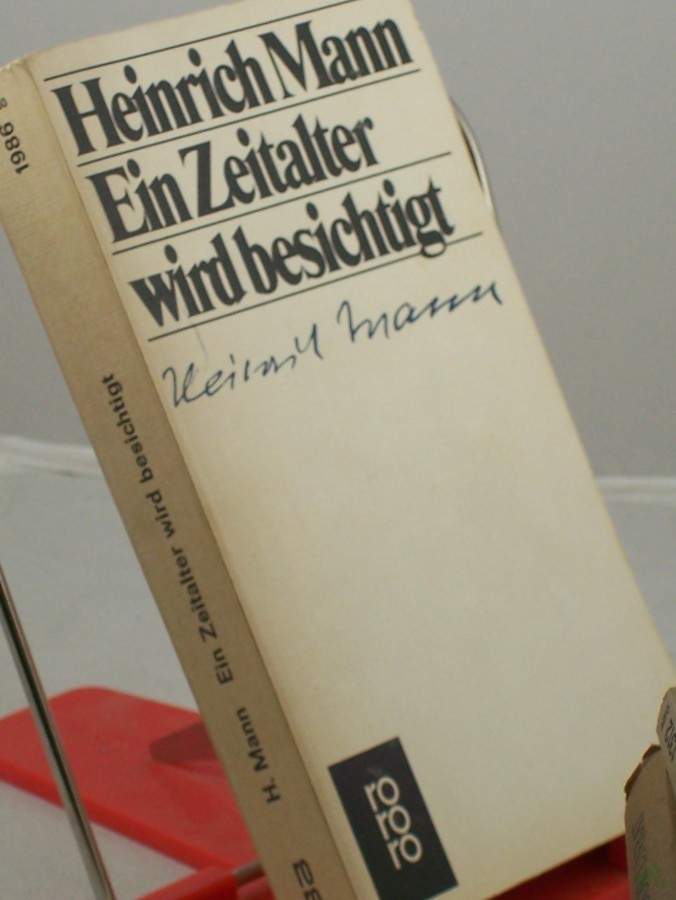 Heinrich Mann
Ein Zeitalter
wird besichtigt
Heinrich Mann
ro
ro
ro
1986
H. Mann Ein Zeitalter wird besichtigt